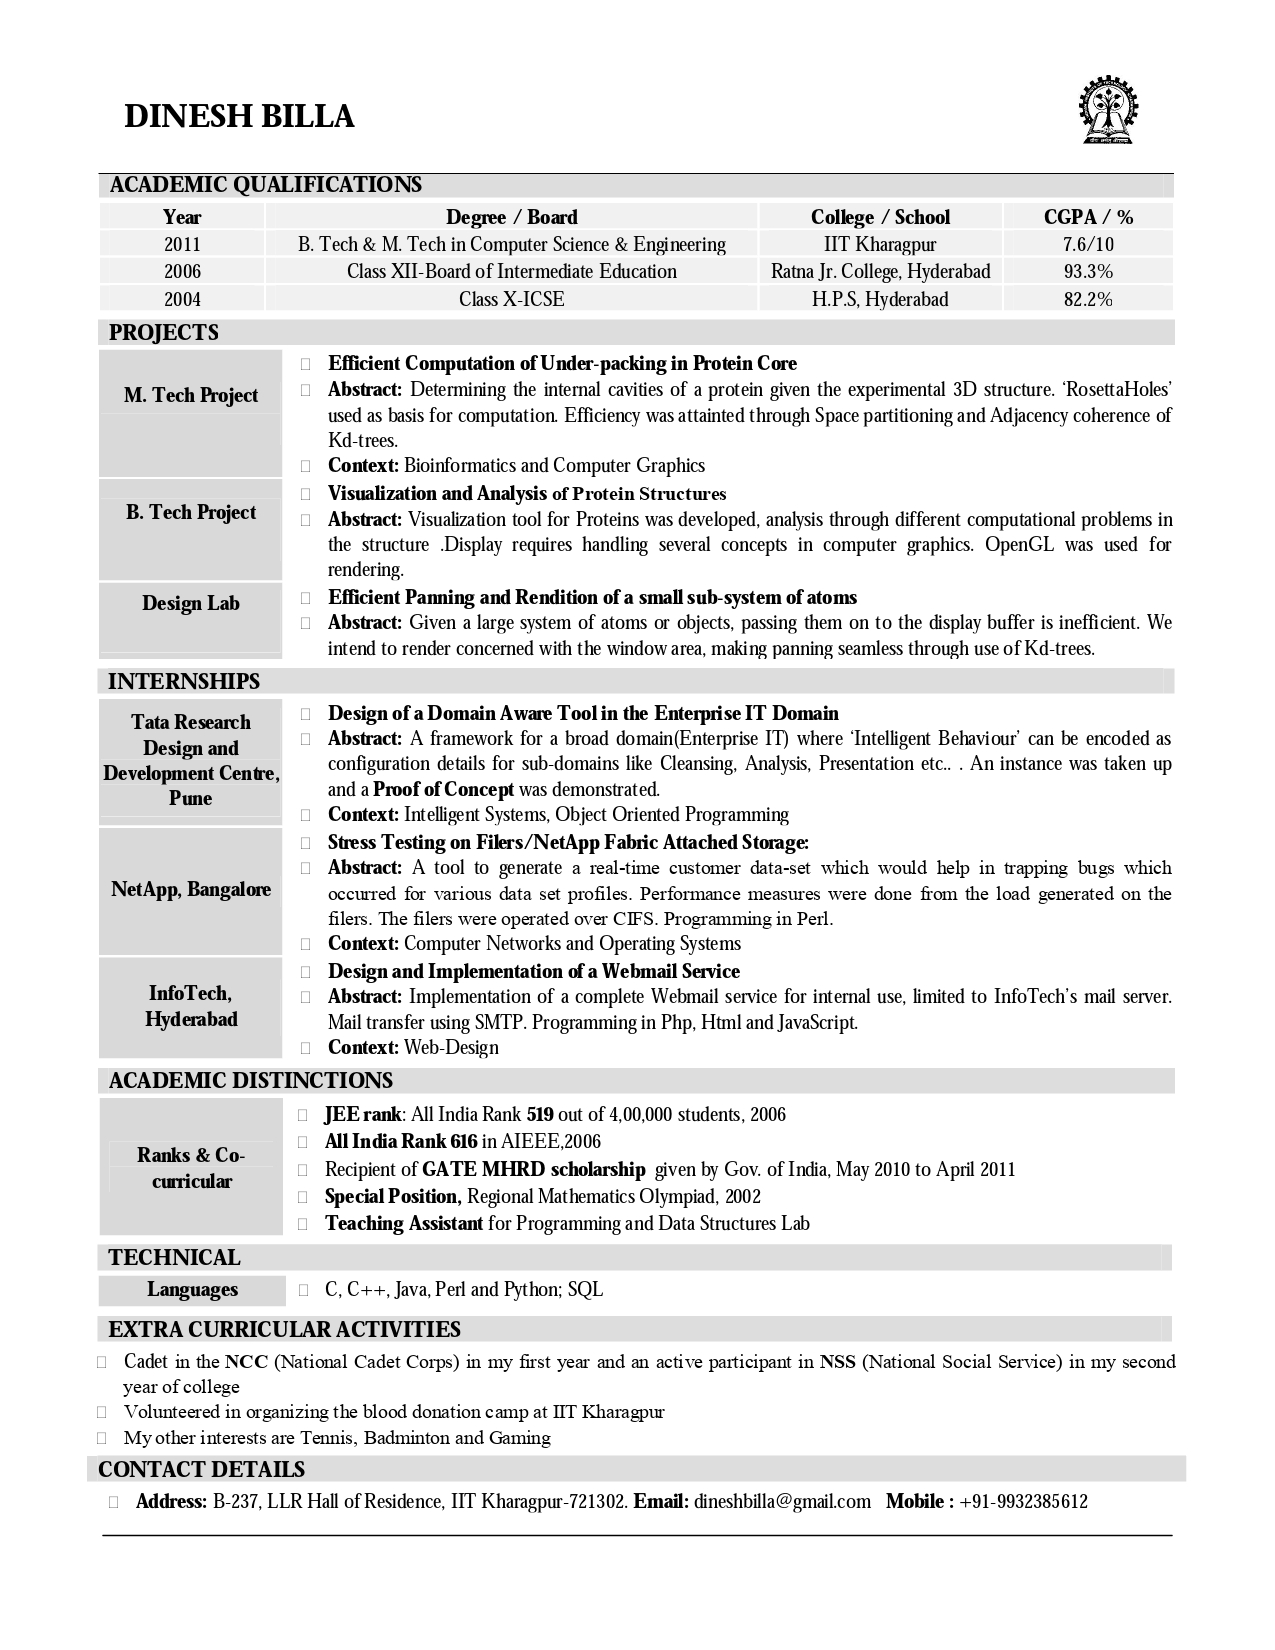 DINESH BILLA
ACADEMIC QUALIFICATIONS
Year Degree / Board College / School CGPA / %
2011 B. Tech & M. Tech in Computer Science & Engineering IIT Kharagpur 7.6/10
2006 Class XII-Board of Intermediate Education Ratna Jr. College, Hyderabad 93.3%
2004 Class X-ICSE H.P.S, Hyderabad 82.2%
PROJECTS
M. Tech Project
Efficient Computation of Under-packing in Protein Core
Abstract: Determining the internal cavities of a protein given the experimental 3D structure. ‘RosettaHoles’
used as basis for computation. Efficiency was attainted through Space partitioning and Adjacency coherence of
Kd-trees.
Context: Bioinformatics and Computer Graphics
B. Tech Project
Visualization and Analysis of Protein Structures
Abstract: Visualization tool for Proteins was developed, analysis through different computational problems in
the structure .Display requires handling several concepts in computer graphics. OpenGL was used for
rendering.
Design Lab
Efficient Panning and Rendition of a small sub-system of atoms
Abstract: Given a large system of atoms or objects, passing them on to the display buffer is inefficient. We
intend to render concerned with the window area, making panning seamless through use of Kd-trees.
INTERNSHIPS
Tata Research
Design and
Development Centre,
Pune
Design of a Domain Aware Tool in the Enterprise IT Domain
Abstract: A framework for a broad domain(Enterprise IT) where ‘Intelligent Behaviour’ can be encoded as
configuration details for sub-domains like Cleansing, Analysis, Presentation etc.. . An instance was taken up
and a Proof of Concept was demonstrated.
Context: Intelligent Systems, Object Oriented Programming
NetApp, Bangalore
Stress Testing on Filers/NetApp Fabric Attached Storage:
Abstract: A tool to generate a real-time customer data-set which would help in trapping bugs which
occurred for various data set profiles. Performance measures were done from the load generated on the
filers. The filers were operated over CIFS. Programming in Perl.
Context: Computer Networks and Operating Systems
InfoTech,
Hyderabad
Design and Implementation of a Webmail Service
Abstract: Implementation of a complete Webmail service for internal use, limited to InfoTech’s mail server.
Mail transfer using SMTP. Programming in Php, Html and JavaScript.
Context: Web-Design
ACADEMIC DISTINCTIONS
Ranks & Co-
curricular
JEE rank: All India Rank 519 out of 4,00,000 students, 2006
All India Rank 616 in AIEEE,2006
Recipient of GATE MHRD scholarship given by Gov. of India, May 2010 to April 2011
Special Position, Regional Mathematics Olympiad, 2002
Teaching Assistant for Programming and Data Structures Lab
TECHNICAL
Languages C, C++, Java, Perl and Python; SQL
EXTRA CURRICULAR ACTIVITIES
Cadet in the NCC (National Cadet Corps) in my first year and an active participant in NSS (National Social Service) in my second
year of college
Volunteered in organizing the blood donation camp at IIT Kharagpur
My other interests are Tennis, Badminton and Gaming
CONTACT DETAILS
Address: B-237, LLR Hall of Residence, IIT Kharagpur-721302. Email: dineshbilla@gmail.com Mobile : +91-9932385612